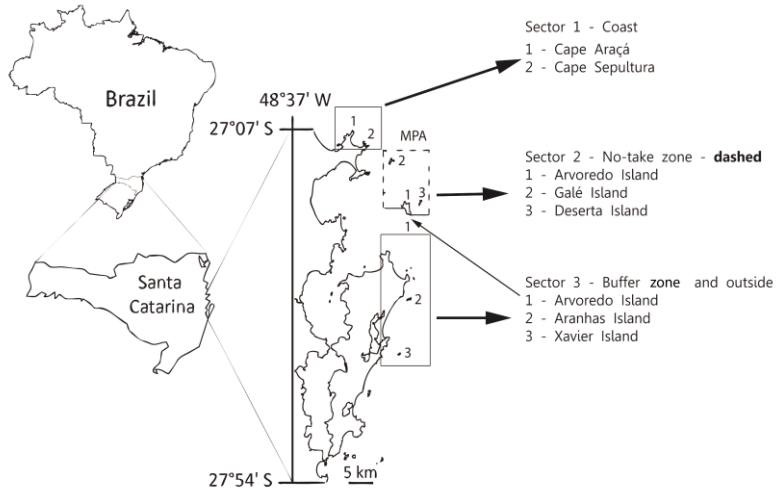 Brazil
Santa
Catarina
48°37' W
27°07' S
27°54' S
5 km
MPA
1
2
2
1
3
1
2
3
Sector 1 - Coast
1 - Cape Araçá
2 - Cape Sepultura
Sector 2 - No-take zone - dashed
1 - Arvoredo Island
2 - Galé Island
3 - Deserta Island
Sector 3 - Buffer zone and outside
1 - Arvoredo Island
2 - Aranhas Island
3 - Xavier Island